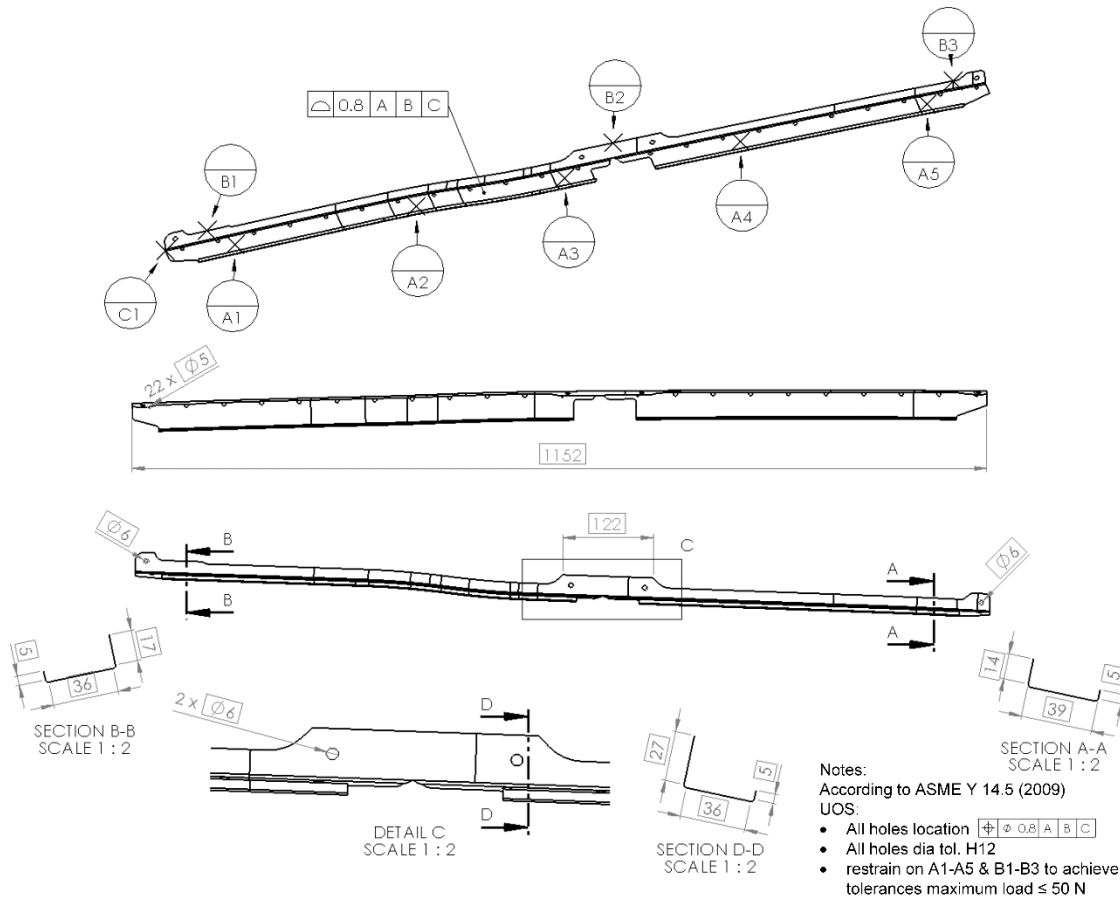 B3
B2
⌓ 0.8 A B C
B1
A5
A4
A3
A2
A1
C1
22 x Ø5
1152
Ø6
B
122
C
A
Ø6
B
A
5
17
36
SECTION B-B
SCALE 1 : 2
14
5
39
SECTION A-A
SCALE 1 : 2
2 x Ø6
D
D
DETAIL C
SCALE 1 : 2
27
5
36
SECTION D-D
SCALE 1 : 2
Notes:
According to ASME Y 14.5 (2009)
UOS:
• All holes location ⌖ Ø 0.8 A B C
• All holes dia tol. H12
• restrain on A1-A5 & B1-B3 to achieve
tolerances maximum load ≤ 50 N